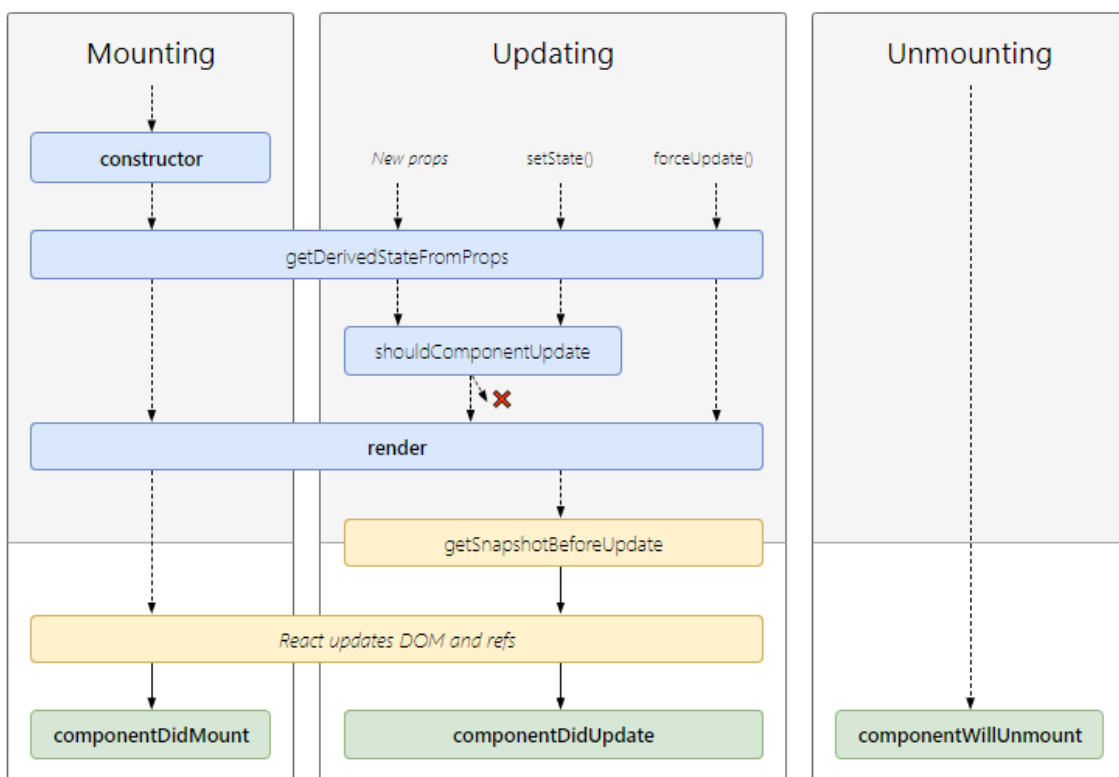 Mounting
Updating
Unmounting
constructor
New props
setState()
forceUpdate()
getDerivedStateFromProps
shouldComponentUpdate
render
getSnapshotBeforeUpdate
React updates DOM and refs
componentDidMount
componentDidUpdate
componentWillUnmount